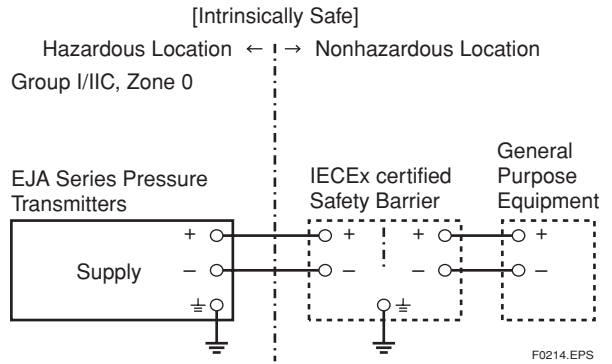 [Intrinsically Safe]
Hazardous Location ← → Nonhazardous Location
Group I/IIC, Zone 0
EJA Series Pressure
Transmitters
IECEx certified
Safety Barrier
General
Purpose
Equipment
+ + + +
Supply
– – – –
F0214.EPS